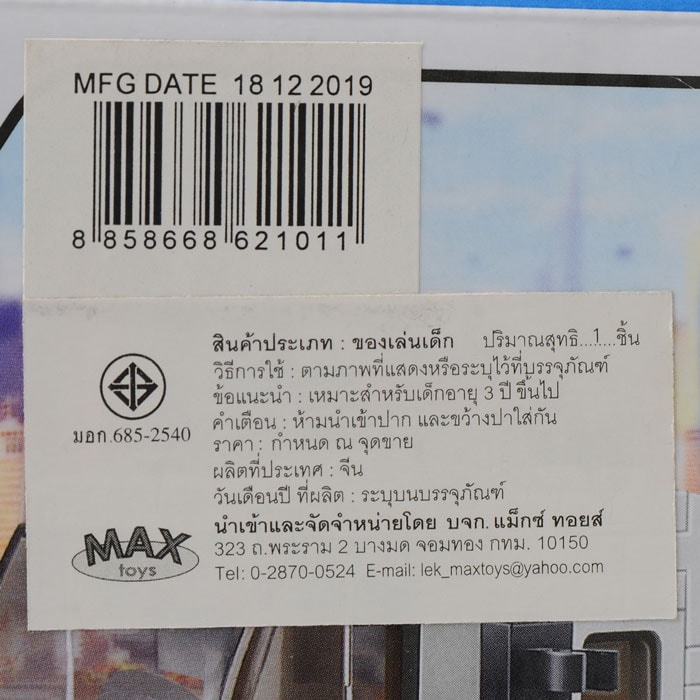 MFG DATE 18 12 2019
8 858668 621011
สินค้าประเภท : ของเล่นเด็ก ปริมาณสุทธิ...1...ชิ้น
วิธีการใช้ : ตามภาพที่แสดงหรือระบุไว้ที่บรรจุภัณฑ์
ข้อแนะนำ : เหมาะสำหรับเด็กอายุ 3 ปี ขึ้นไป
คำเตือน : ห้ามนำเข้าปาก และขว้างปาใส่กัน
ราคา : กำหนด ณ จุดขาย
ผลิตที่ประเทศ : จีน
วันเดือนปี ที่ผลิต : ระบุบนบรรจุภัณฑ์
นำเข้าและจัดจำหน่ายโดย บจก. แม็กซ์ ทอยส์
323 ถ.พระราม 2 บางมด จอมทอง กทม. 10150
Tel: 0-2870-0524 E-mail: lek_maxtoys@yahoo.com
มอก.685-2540
MAX
toys